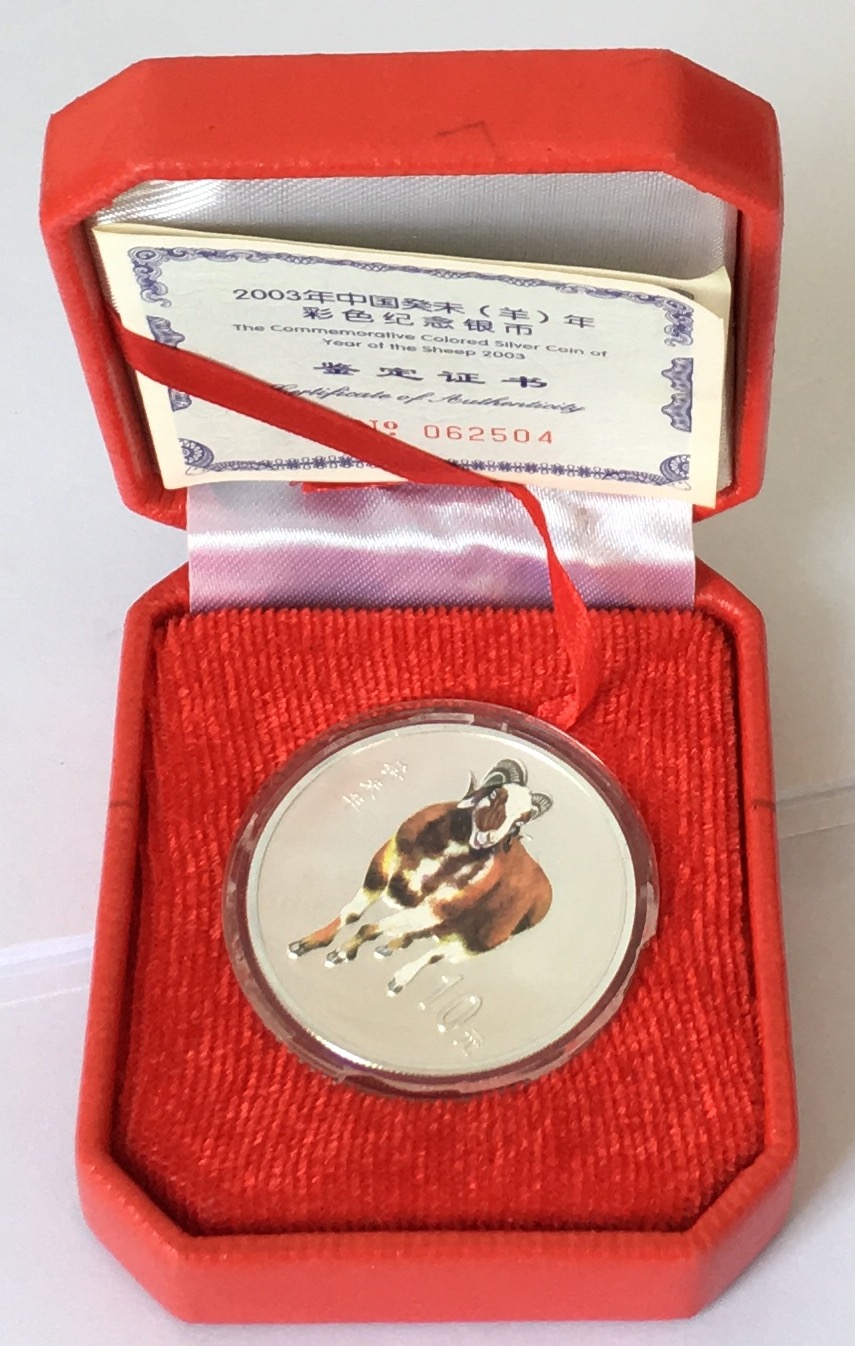 2003年中国癸未（羊）年
彩色纪念银币
The Commemorative Colored Silver Coin of
Year of the Sheep 2003
鉴定证书
Certificate of Authenticity
No 062504
10元